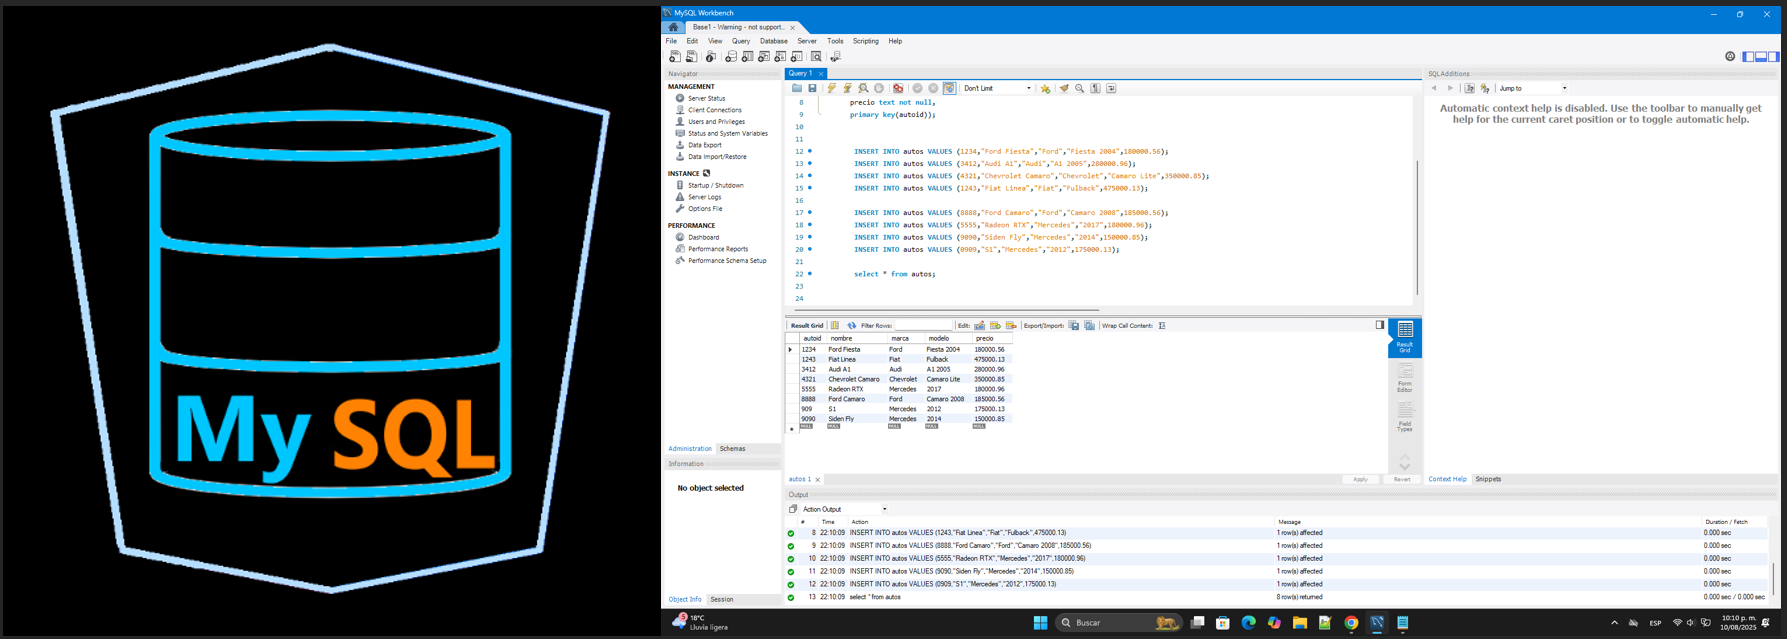 My SQL
MySQL Workbench
Base1 - Warning - not support...
File Edit View Query Database Server Tools Scripting Help
Navigator
MANAGEMENT
Server Status
Client Connections
Users and Privileges
Status and System Variables
Data Export
Data Import/Restore
INSTANCE
Startup / Shutdown
Server Logs
Options File
PERFORMANCE
Dashboard
Performance Reports
Performance Schema Setup
Administration Schemas
Information
No object selected
Object Info Session
Query 1
Don't Limit
8 precio text not null,
9 primary key(autoid));
10
11
12 INSERT INTO autos VALUES (1234,"Ford Fiesta","Ford","Fiesta 2004",180000.56);
13 INSERT INTO autos VALUES (3412,"Audi A1","Audi","A1 2005",280000.96);
14 INSERT INTO autos VALUES (4321,"Chevrolet Camaro","Chevrolet","Camaro Lite",350000.85);
15 INSERT INTO autos VALUES (1243,"Fiat Linea","Fiat","Fulback",475000.13);
16
17 INSERT INTO autos VALUES (8888,"Ford Camaro","Ford","Camaro 2008",185000.56);
18 INSERT INTO autos VALUES (5555,"Radeon RTX","Mercedes","2017",180000.96);
19 INSERT INTO autos VALUES (9090,"Siden Fly","Mercedes","2014",150000.85);
20 INSERT INTO autos VALUES (0909,"S1","Mercedes","2012",175000.13);
21
22 select * from autos;
23
24
Result Grid Filter Rows: Edit: Export/Import: Wrap Cell Content:
autoid nombre marca modelo precio
1234 Ford Fiesta Ford Fiesta 2004 180000.56
1243 Fiat Linea Fiat Fulback 475000.13
3412 Audi A1 Audi A1 2005 280000.96
4321 Chevrolet Camaro Chevrolet Camaro Lite 350000.85
5555 Radeon RTX Mercedes 2017 180000.96
8888 Ford Camaro Ford Camaro 2008 185000.56
909 S1 Mercedes 2012 175000.13
9090 Siden Fly Mercedes 2014 150000.85
NULL NULL NULL NULL NULL
Result Grid
Form Editor
Field Types
autos 1
Apply Revert
SQLAdditions
Jump to
Automatic context help is disabled. Use the toolbar to manually get
help for the current caret position or to toggle automatic help.
Context Help Snippets
Output
Action Output
# Time Action Message Duration / Fetch
8 22:10:09 INSERT INTO autos VALUES (1243,"Fiat Linea","Fiat","Fulback",475000.13) 1 row(s) affected 0.000 sec
9 22:10:09 INSERT INTO autos VALUES (8888,"Ford Camaro","Ford","Camaro 2008",185000.56) 1 row(s) affected 0.000 sec
10 22:10:09 INSERT INTO autos VALUES (5555,"Radeon RTX","Mercedes","2017",180000.96) 1 row(s) affected 0.000 sec
11 22:10:09 INSERT INTO autos VALUES (9090,"Siden Fly","Mercedes","2014",150000.85) 1 row(s) affected 0.000 sec
12 22:10:09 INSERT INTO autos VALUES (0909,"S1","Mercedes","2012",175000.13) 1 row(s) affected 0.000 sec
13 22:10:09 select * from autos 8 row(s) returned 0.000 sec / 0.000 sec
5
18°C
Lluvia ligera
Buscar
ESP
10:10 p. m.
10/08/2025